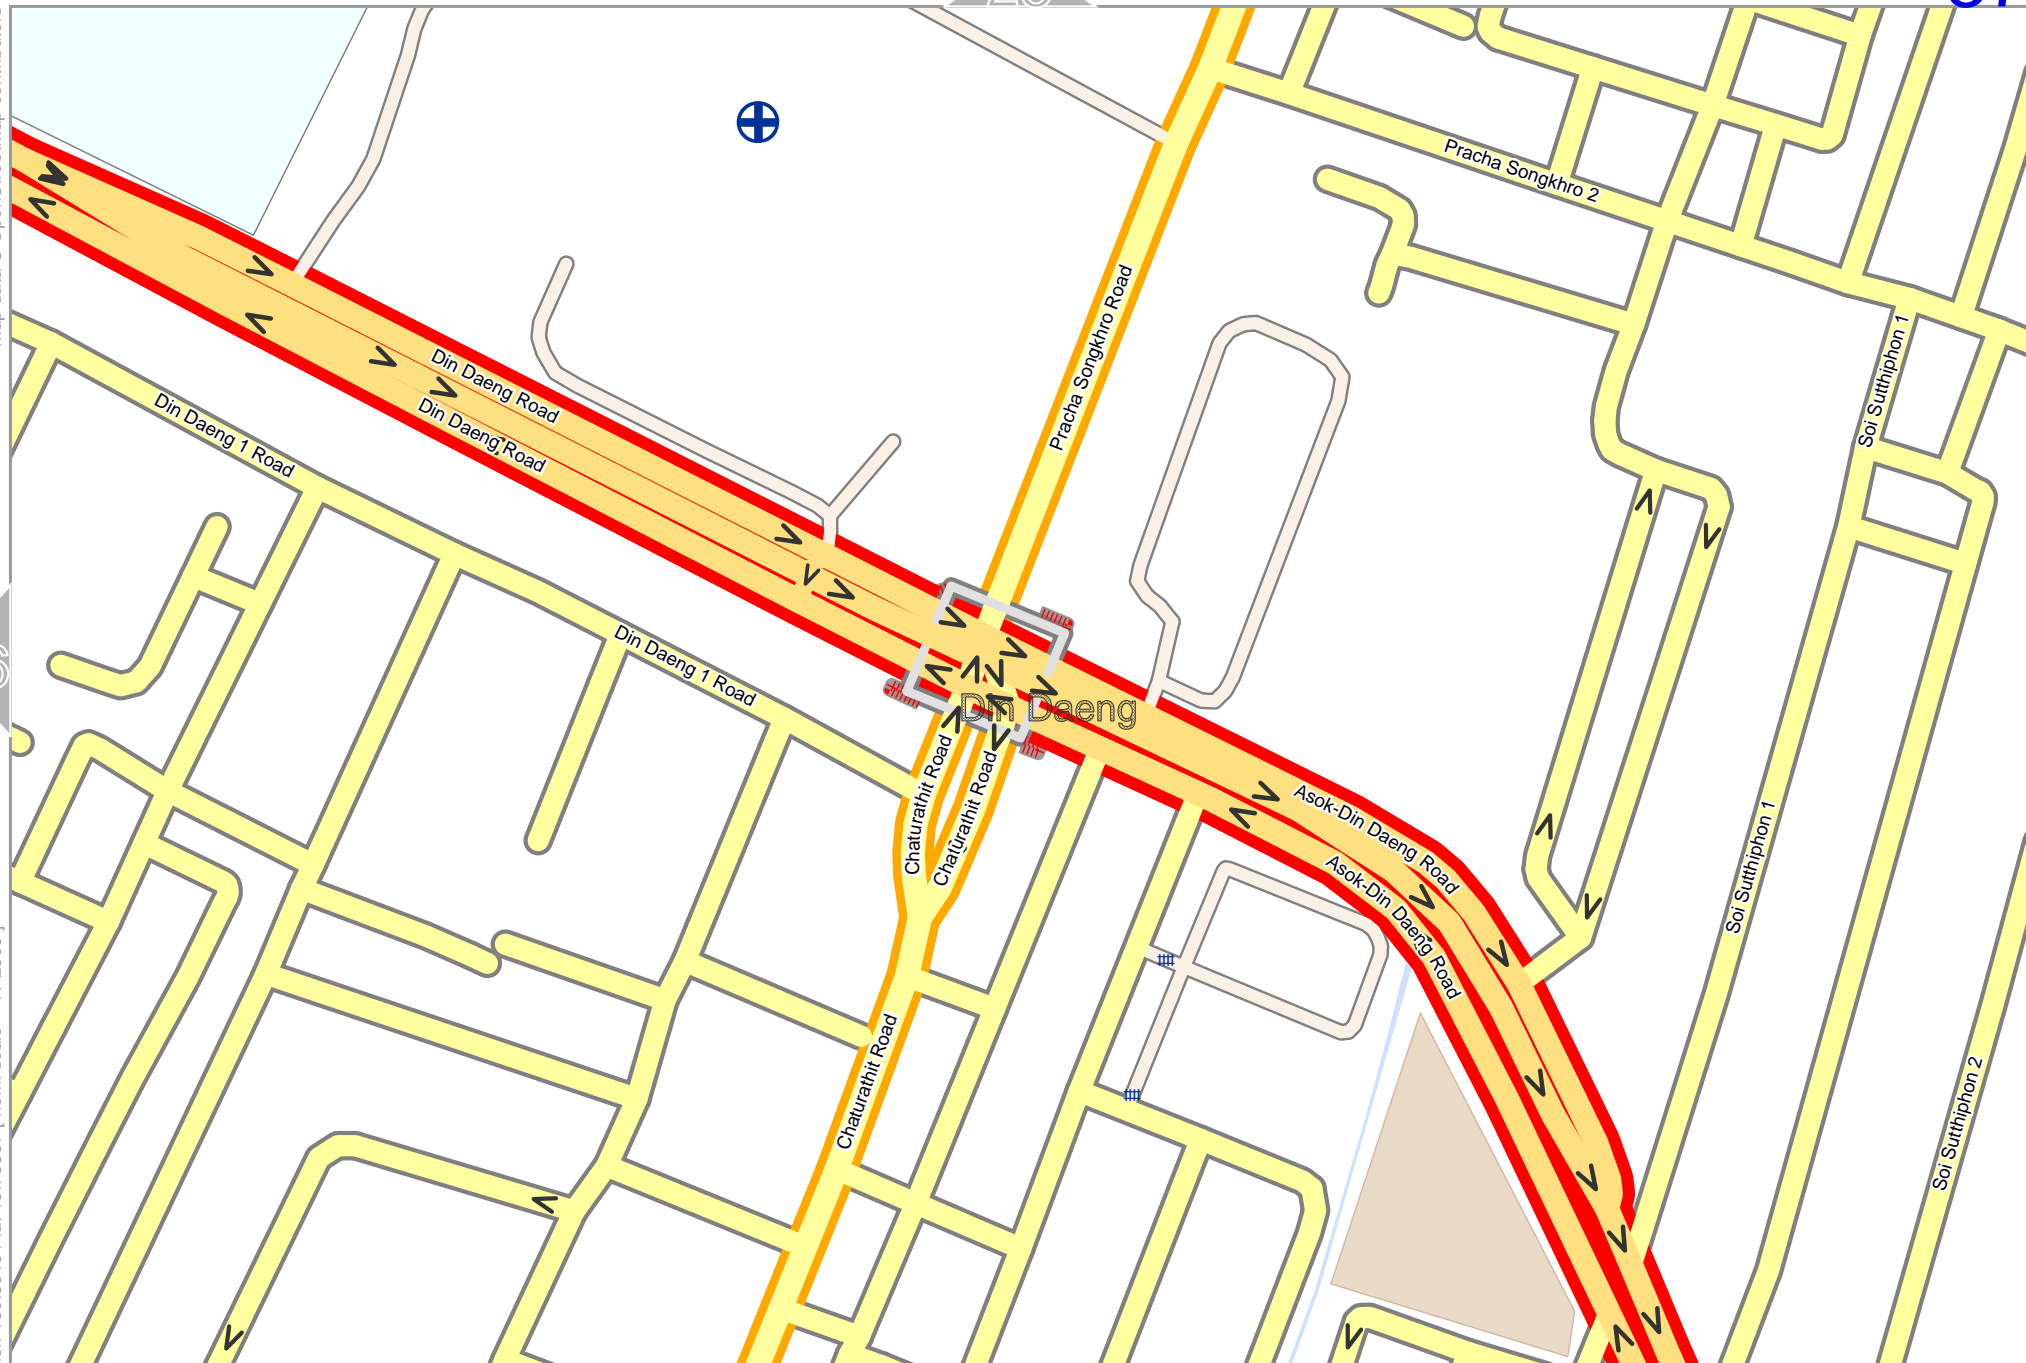 Pracha Songkhro 2
Pracha Songkhro Road
Soi Sutthiphon 1
Din Daeng Road
Din Daeng Road
Din Daeng 1 Road
Din Daeng 1 Road
Din Daeng
Chaturathit Road
Chaturathit Road
Asok-Din Daeng Road
Asok-Din Daeng Road
Soi Sutthiphon 1
Chaturathit Road
Soi Sutthiphon 2